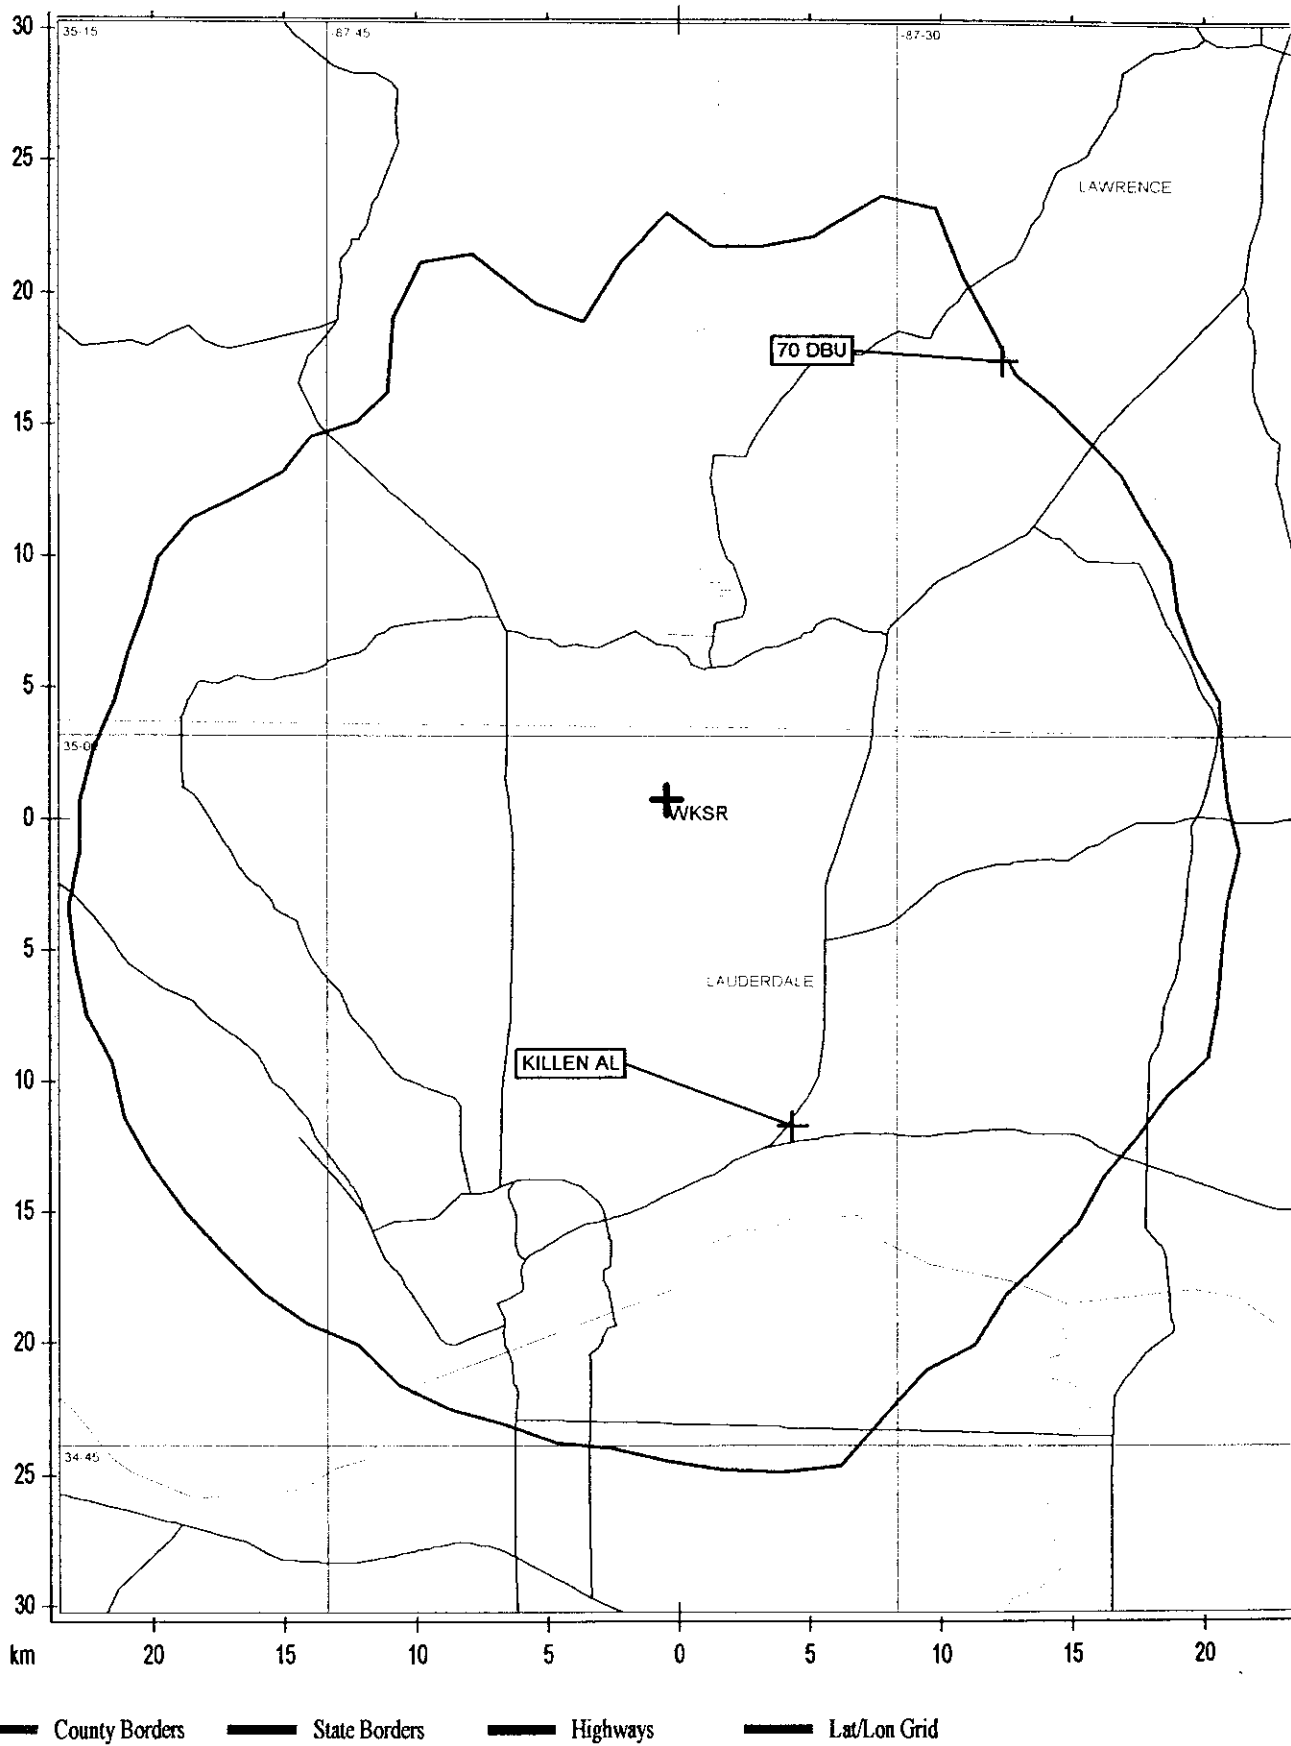 30
35-15
-87-45
-87-30
25
LAWRENCE
20
70 DBU
15
10
5
35-00
0
WKSR
5
LAUDERDALE
KILLEN AL
10
15
20
34-45
25
30
km 20 15 10 5 0 5 10 15 20
County Borders State Borders Highways Lat/Lon Grid